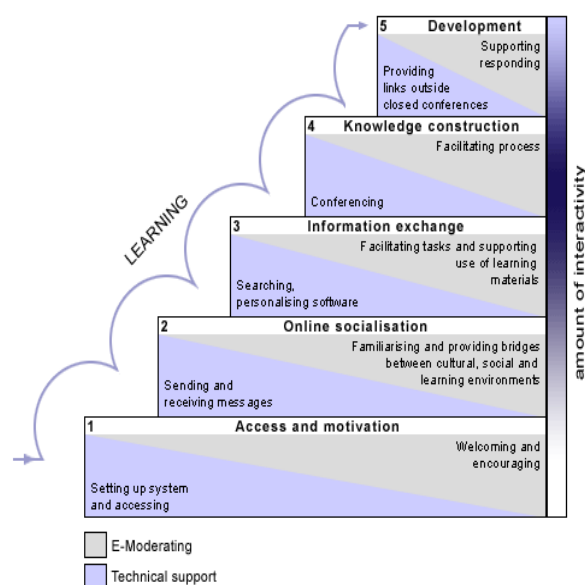 5 Development
Supporting
responding
Providing
links outside
closed conferences
4 Knowledge construction
Facilitating process
Conferencing
3 Information exchange
Facilitating tasks and supporting
use of learning
materials
Searching,
personalising software
2 Online socialisation
Familiarising and providing bridges
between cultural, social and
learning environments
Sending and
receiving messages
1 Access and motivation
Welcoming and
encouraging
Setting up system
and accessing
LEARNING
amount of interactivity
E-Moderating
Technical support